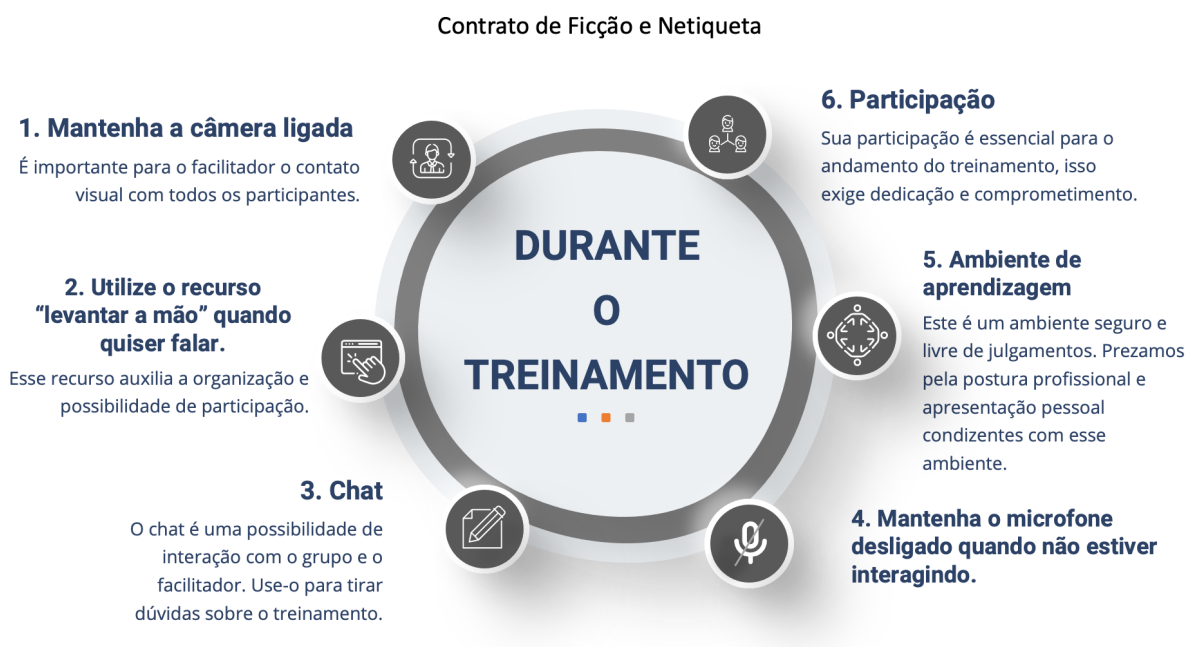 Contrato de Ficção e Netiqueta
1. Mantenha a câmera ligada
É importante para o facilitador o contato
visual com todos os participantes.
2. Utilize o recurso
“levantar a mão” quando
quiser falar.
Esse recurso auxilia a organização e
possibilidade de participação.
3. Chat
O chat é uma possibilidade de
interação com o grupo e o
facilitador. Use-o para tirar
dúvidas sobre o treinamento.
DURANTE
O
TREINAMENTO
6. Participação
Sua participação é essencial para o
andamento do treinamento, isso
exige dedicação e comprometimento.
5. Ambiente de
aprendizagem
Este é um ambiente seguro e
livre de julgamentos. Prezamos
pela postura profissional e
apresentação pessoal
condizentes com esse
ambiente.
4. Mantenha o microfone
desligado quando não estiver
interagindo.